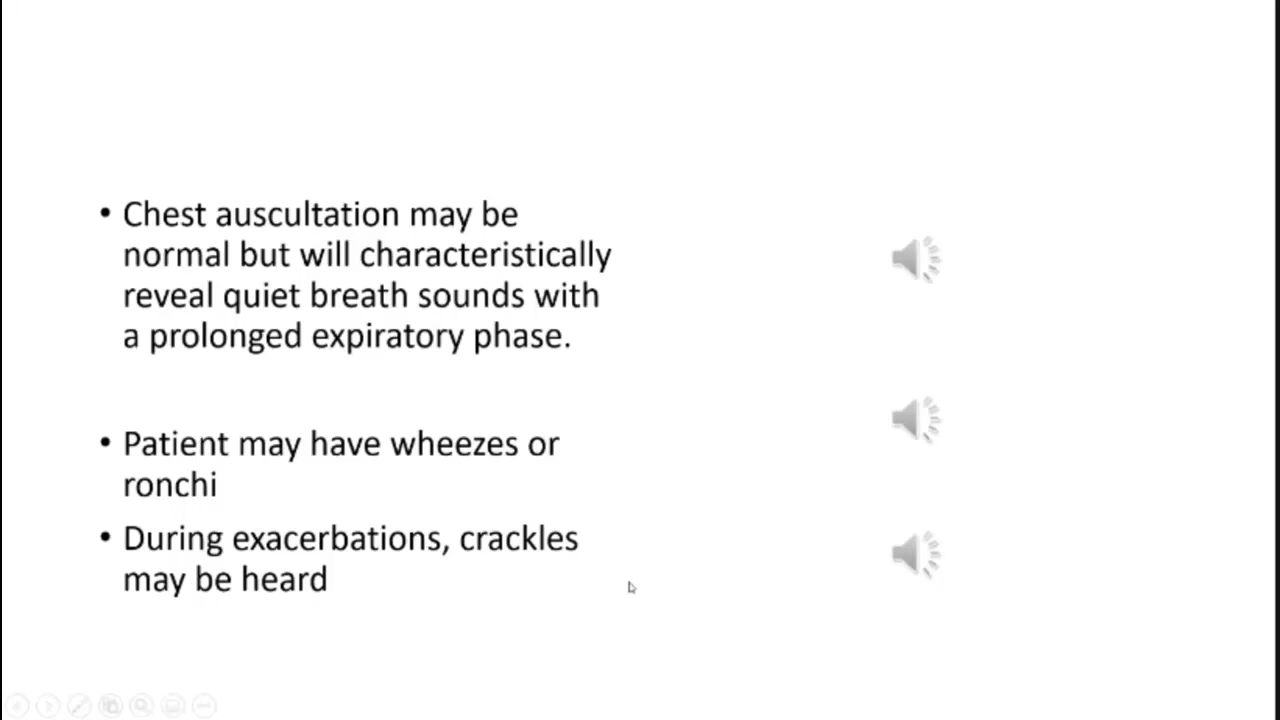 • Chest auscultation may be
normal but will characteristically
reveal quiet breath sounds with
a prolonged expiratory phase.
• Patient may have wheezes or
ronchi
• During exacerbations, crackles
may be heard